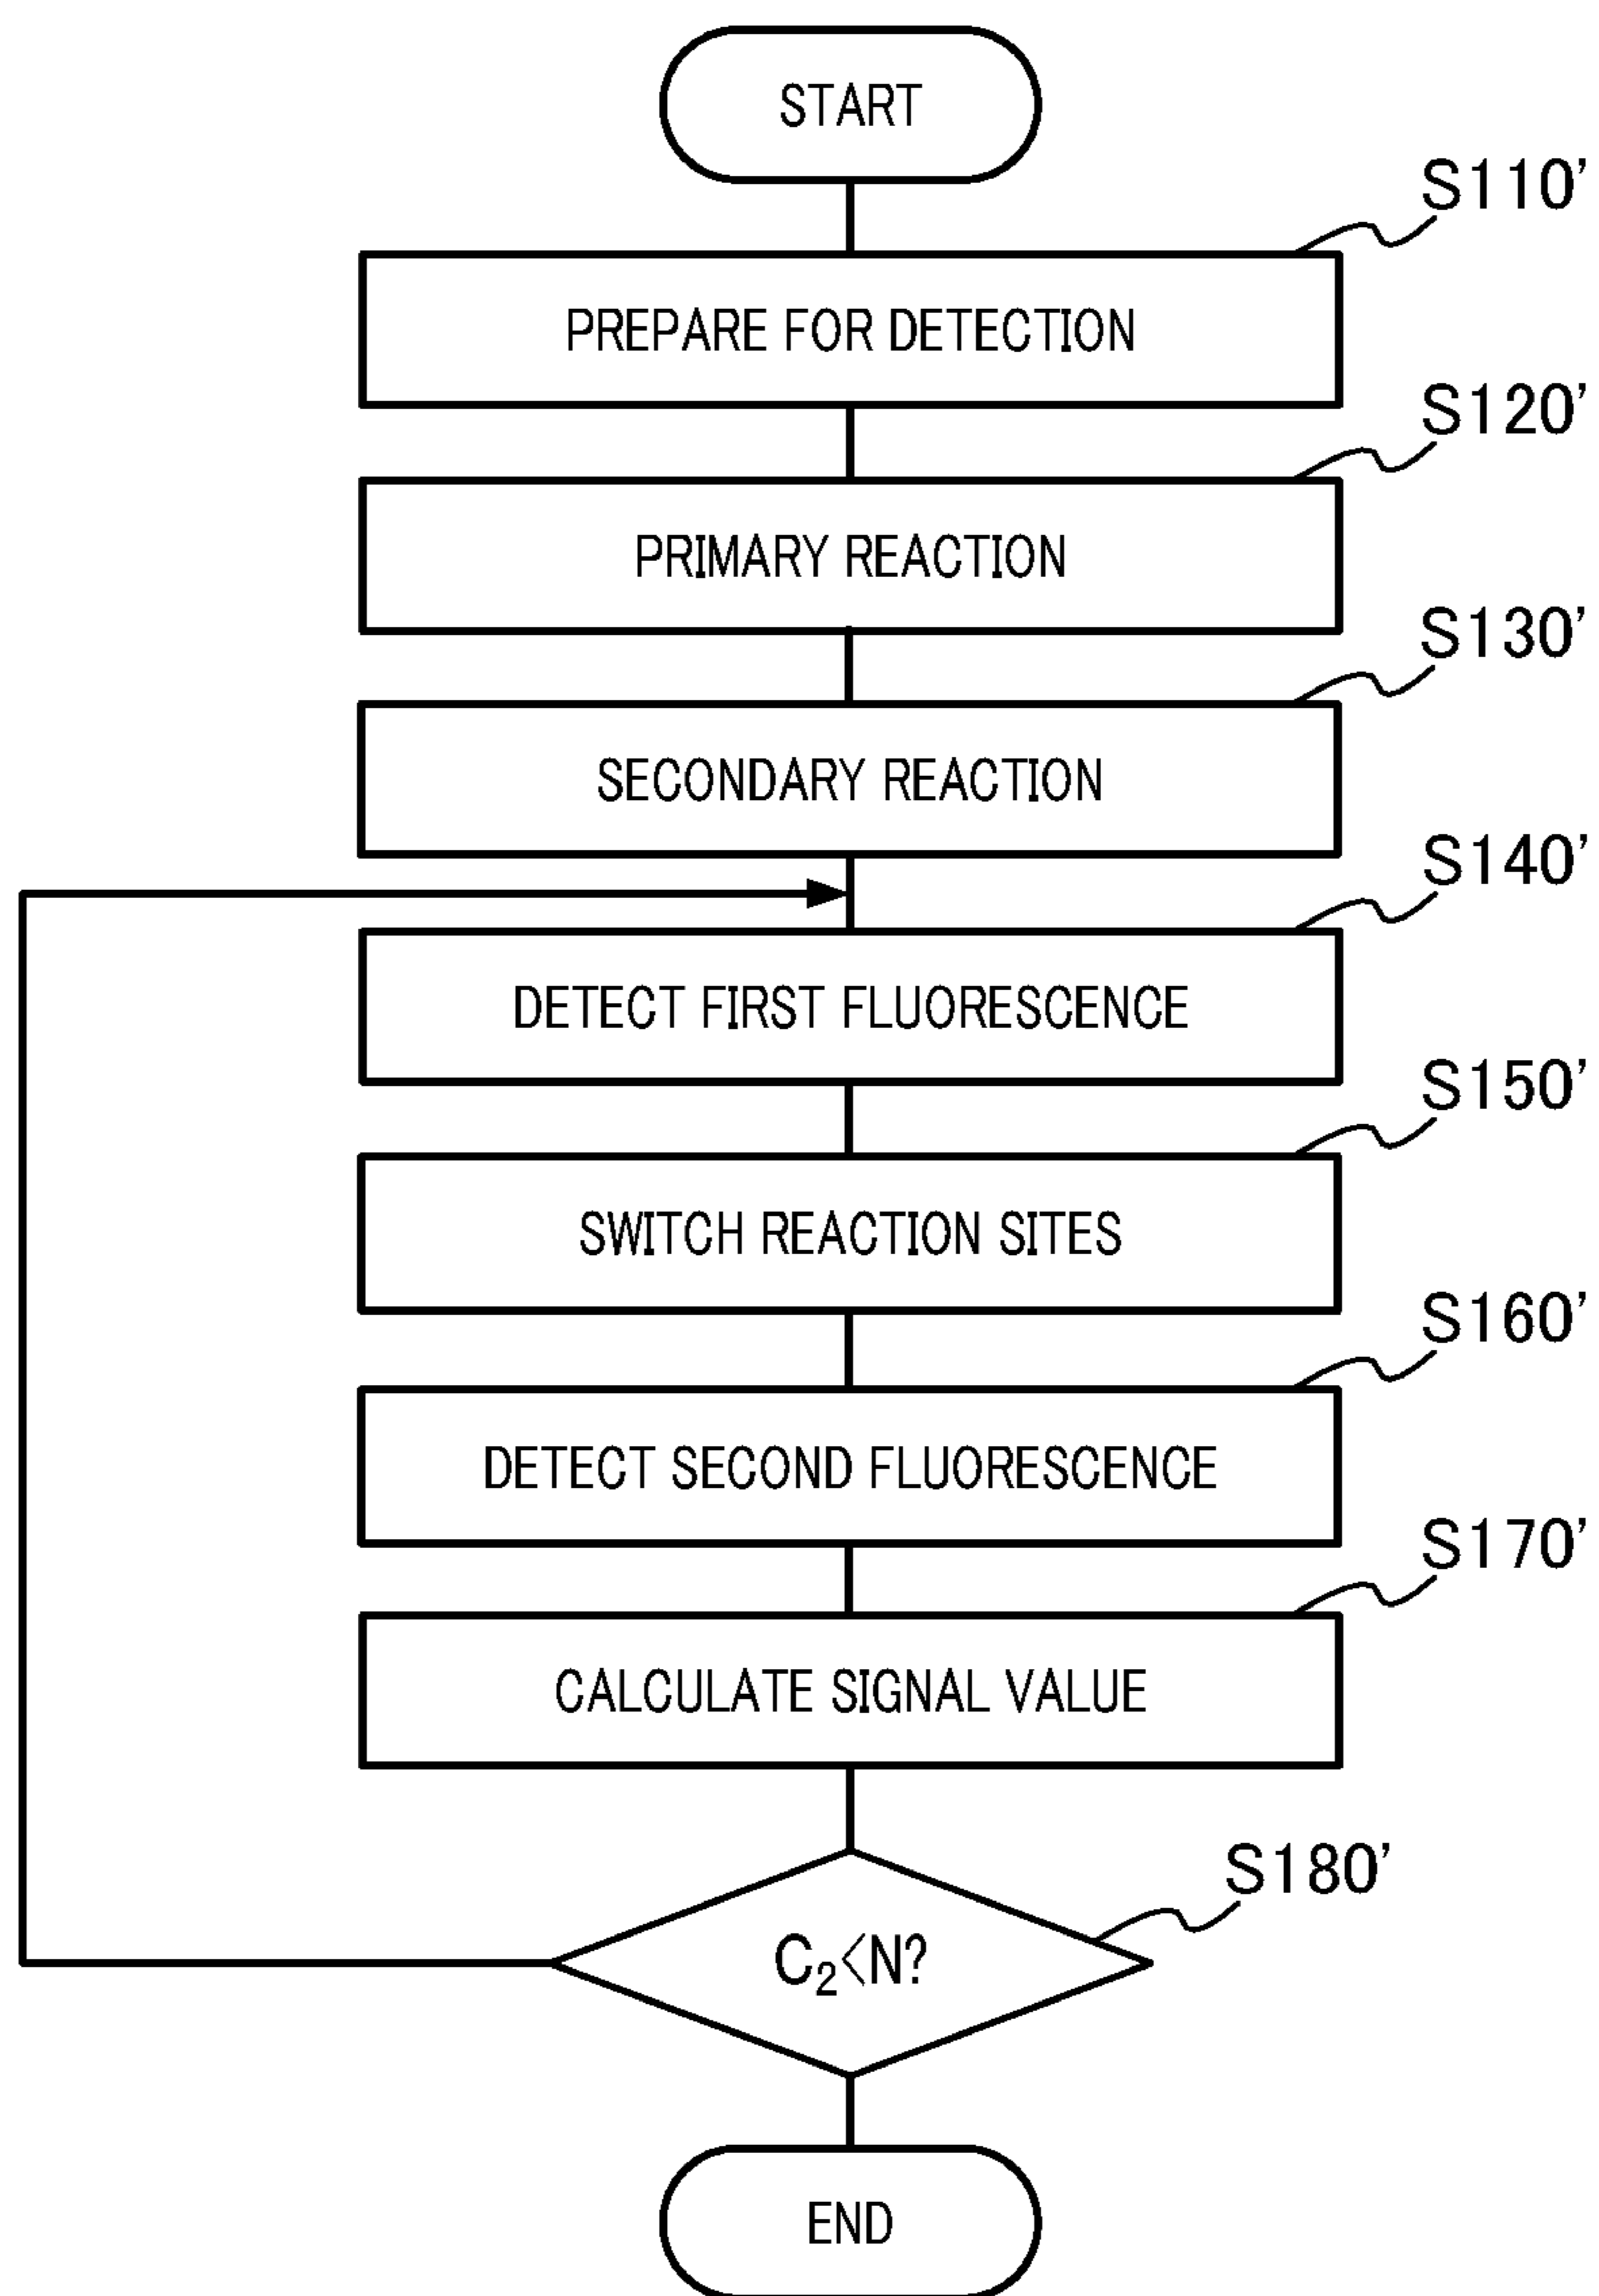 START
S110'
PREPARE FOR DETECTION
S120'
PRIMARY REACTION
S130'
SECONDARY REACTION
S140'
DETECT FIRST FLUORESCENCE
S150'
SWITCH REACTION SITES
S160'
DETECT SECOND FLUORESCENCE
S170'
CALCULATE SIGNAL VALUE
S180'
C₂<N?
END